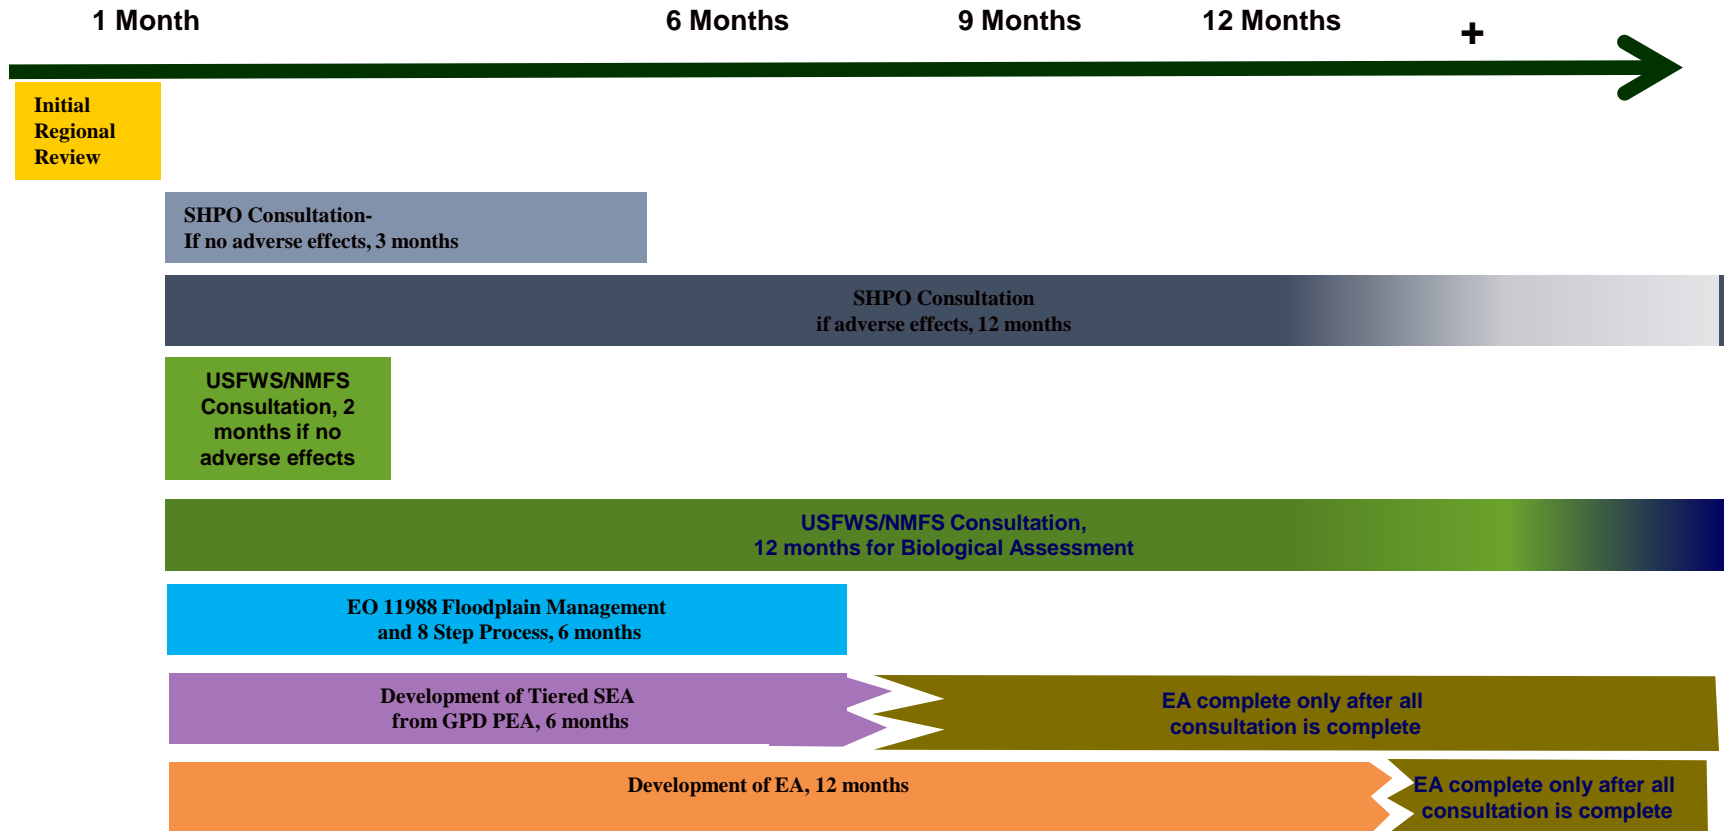 1 Month 6 Months 9 Months 12 Months +
Initial
Regional
Review
SHPO Consultation-
If no adverse effects, 3 months
SHPO Consultation
if adverse effects, 12 months
USFWS/NMFS
Consultation, 2
months if no
adverse effects
USFWS/NMFS Consultation,
12 months for Biological Assessment
EO 11988 Floodplain Management
and 8 Step Process, 6 months
Development of Tiered SEA
from GPD PEA, 6 months
EA complete only after all
consultation is complete
Development of EA, 12 months
EA complete only after all
consultation is complete